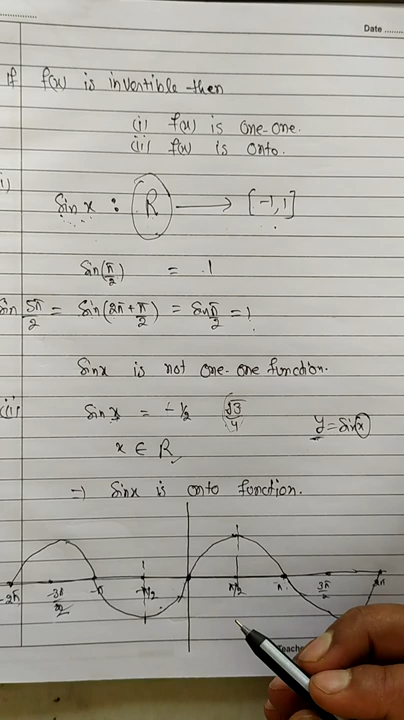 Date ........
If f(x) is invertible then
(i) f(x) is one-one.
(ii) f(x) is onto.
i)
Sin x : R → [-1,1]
Sin(π/2) = 1
Sin 5π/2 = Sin(2π + π/2) = Sin π/2 = 1
Sinx is not one-one function.
(ii) Sin x = -1/2 √3/4 y = Sin x
x ∈ R
⇒ Sinx is onto function.
-2π -3π/2 -π -π/2 π/2 π 3π/2 2π
Teache